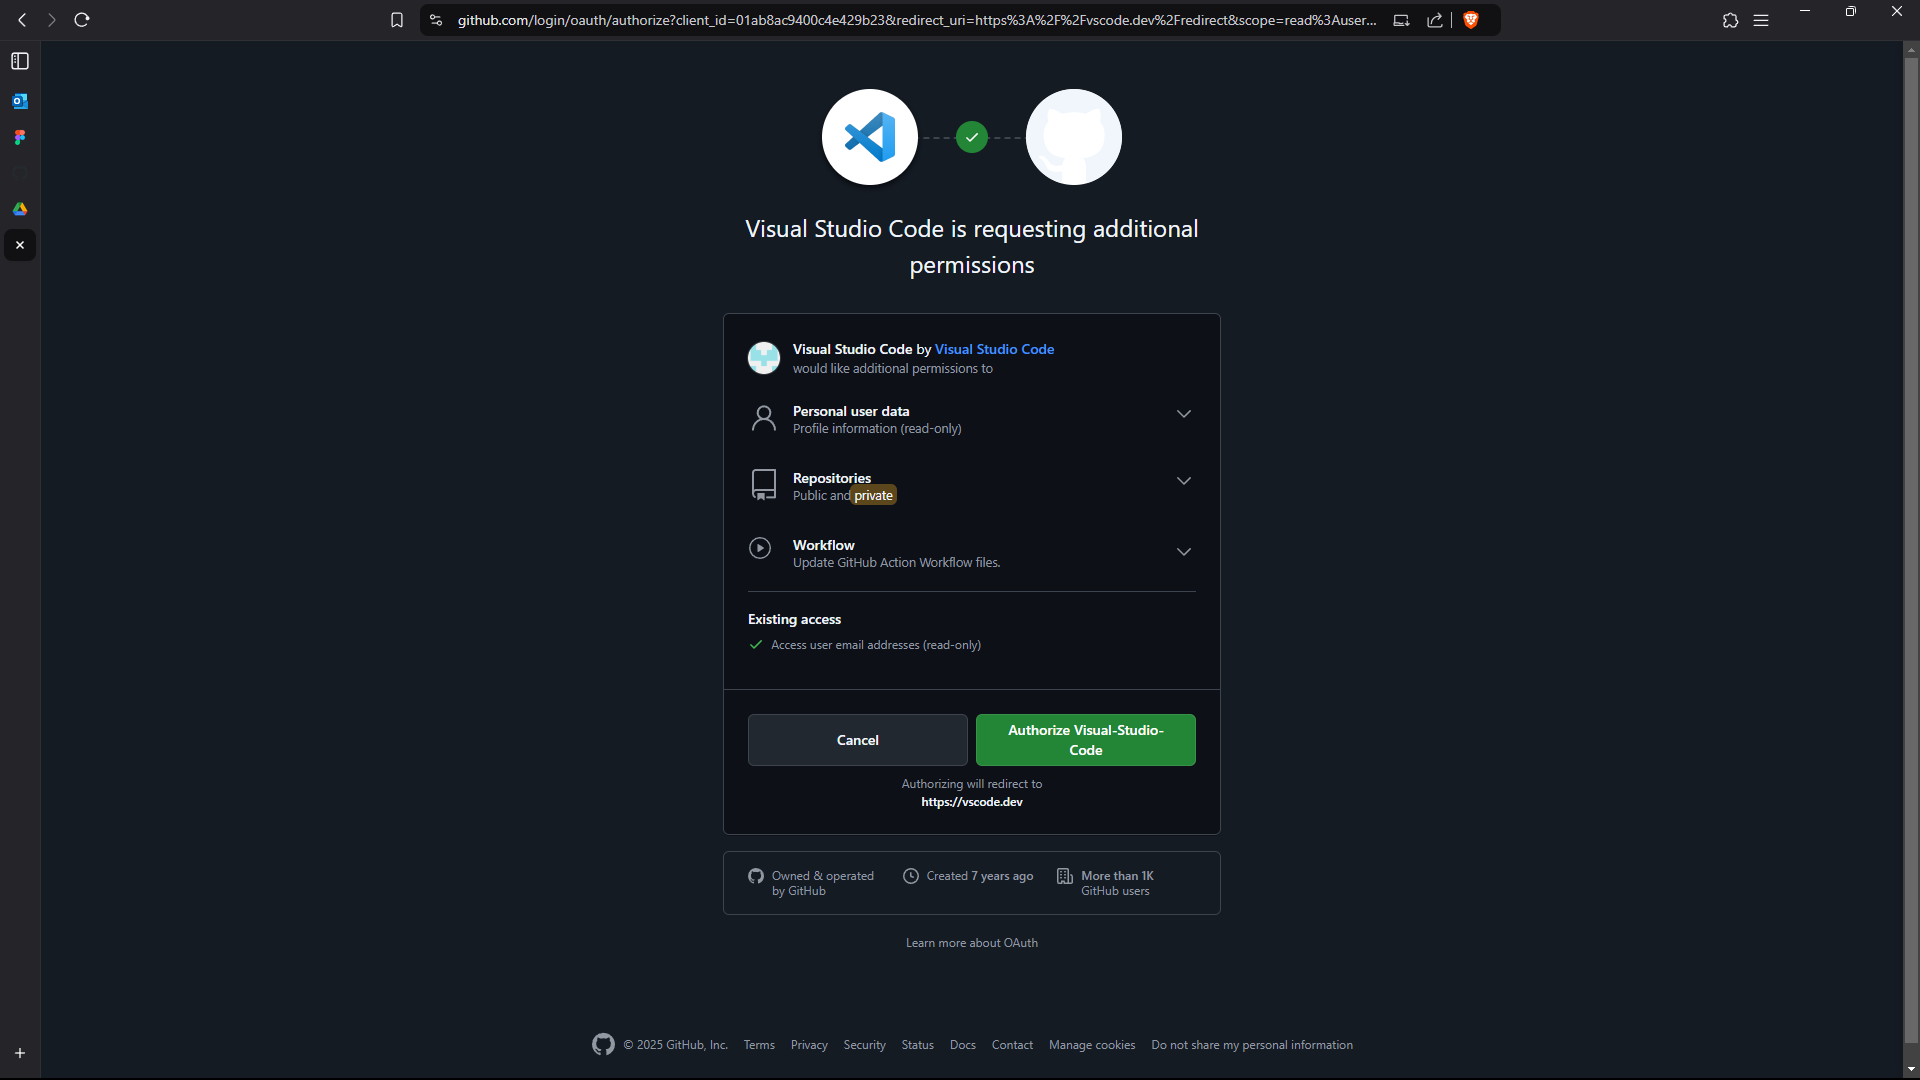 github.com/login/oauth/authorize?client_id=01ab8ac9400c4e429b23&redirect_uri=https%3A%2F%2Fvscode.dev%2Fredirect&scope=read%3Auser...
Visual Studio Code is requesting additional
permissions
Visual Studio Code by Visual Studio Code
would like additional permissions to
Personal user data
Profile information (read-only)
Repositories
Public and private
Workflow
Update GitHub Action Workflow files.
Existing access
Access user email addresses (read-only)
Cancel
Authorize Visual-Studio-
Code
Authorizing will redirect to
https://vscode.dev
Owned & operated
by GitHub
Created 7 years ago
More than 1K
GitHub users
Learn more about OAuth
© 2025 GitHub, Inc. Terms Privacy Security Status Docs Contact Manage cookies Do not share my personal information